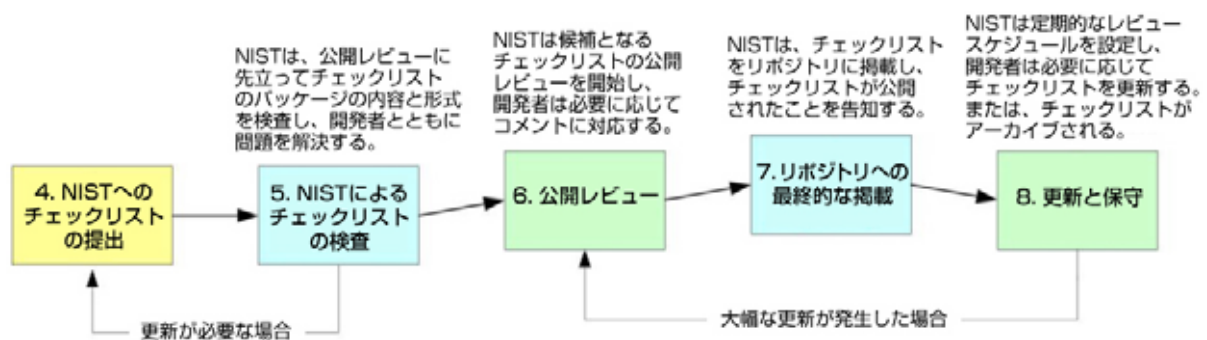 NISTは、公開レビューに
先立ってチェックリスト
のパッケージの内容と形式
を検査し、開発者とともに
問題を解決する。
NISTは候補となる
チェックリストの公開
レビューを開始し、
開発者は必要に応じて
コメントに対応する。
NISTは、チェックリスト
をリポジトリに掲載し、
チェックリストが公開
されたことを告知する。
NISTは定期的なレビュー
スケジュールを設定し、
開発者は必要に応じて
チェックリストを更新する。
または、チェックリストが
アーカイブされる。
4. NISTへの
チェックリスト
の提出
5. NISTによる
チェックリスト
の検査
6. 公開レビュー
7. リポジトリへの
最終的な掲載
8. 更新と保守
更新が必要な場合
大幅な更新が発生した場合